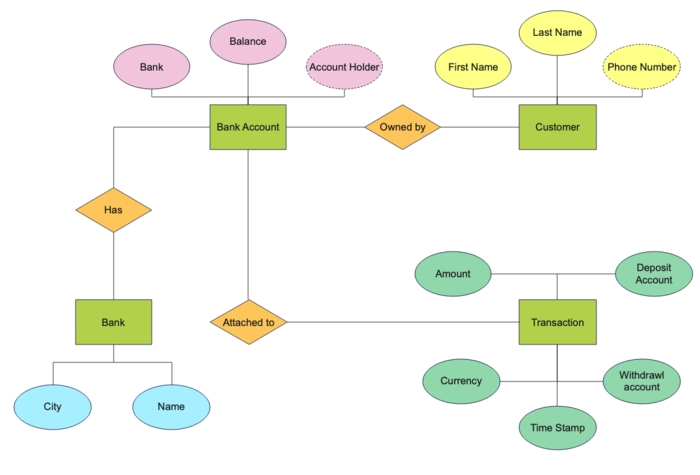 Last Name
Balance
Bank
Account Holder
First Name
Phone Number
Bank Account
Owned by
Customer
Has
Amount
Deposit
Account
Bank
Attached to
Transaction
Currency
Withdrawl
account
City
Name
Time Stamp